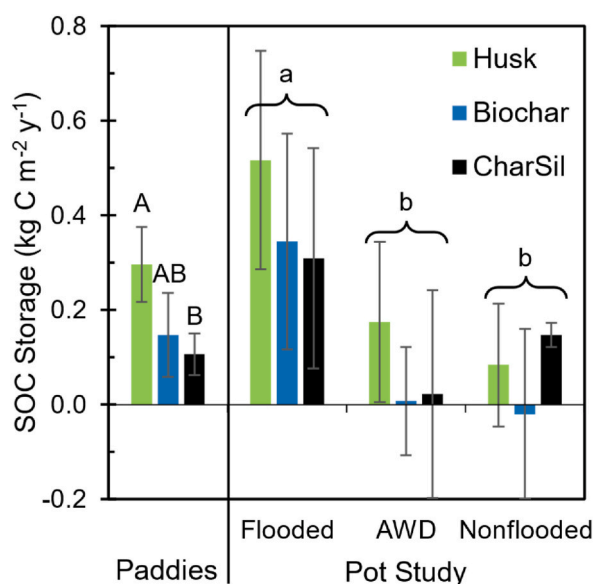 SOC Storage (kg C m⁻² y⁻¹)
0.8
0.6
0.4
0.2
0.0
-0.2
Husk
Biochar
CharSil
A
AB
B
a
b
b
Flooded AWD Nonflooded
Paddies Pot Study